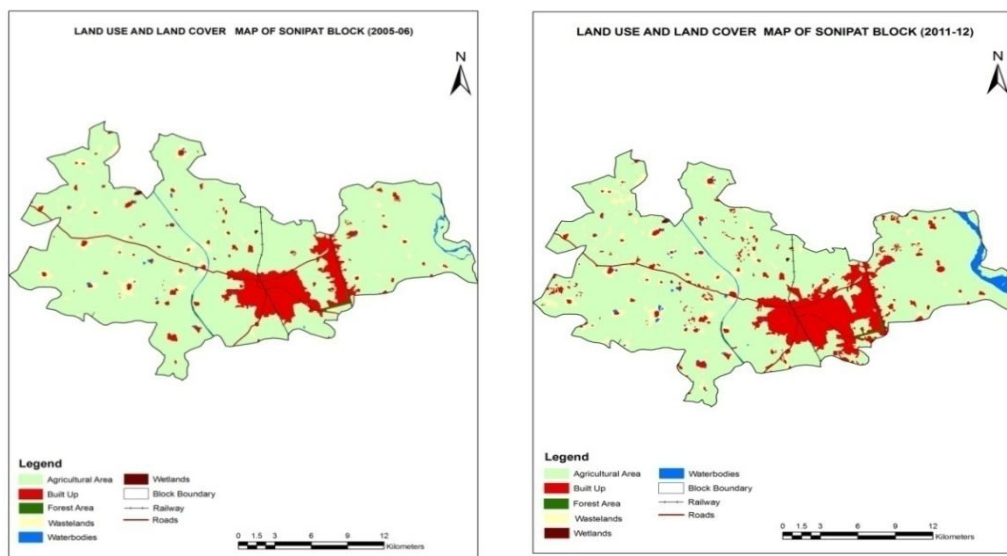 LAND USE AND LAND COVER MAP OF SONIPAT BLOCK (2005-06)
N
Legend
Agricultural Area
Built Up
Forest Area
Wastelands
Waterbodies
Wetlands
Block Boundary
Railway
Roads
0 1.5 3 6 9 12
Kilometers
LAND USE AND LAND COVER MAP OF SONIPAT BLOCK (2011-12)
N
Legend
Agricultural Area
Built Up
Forest Area
Wastelands
Wetlands
Waterbodies
Block Boundary
Railway
Roads
0 1.5 3 6 9 12
Kilometers